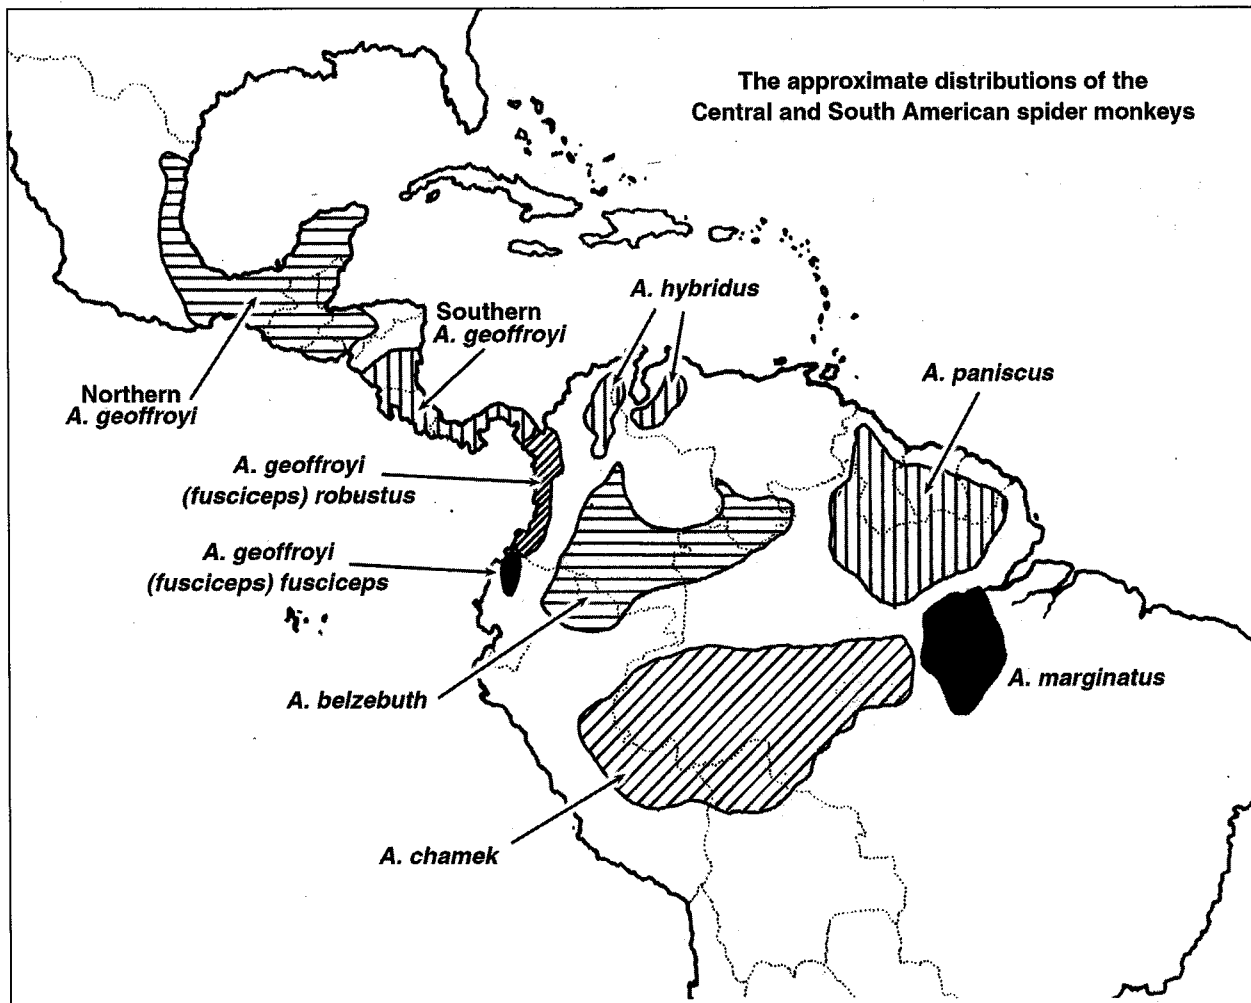 The approximate distributions of the
Central and South American spider monkeys
A. hybridus
Southern
A. geoffroyi
A. paniscus
Northern
A. geoffroyi
A. geoffroyi
(fusciceps) robustus
A. geoffroyi
(fusciceps) fusciceps
A. belzebuth
A. marginatus
A. chamek